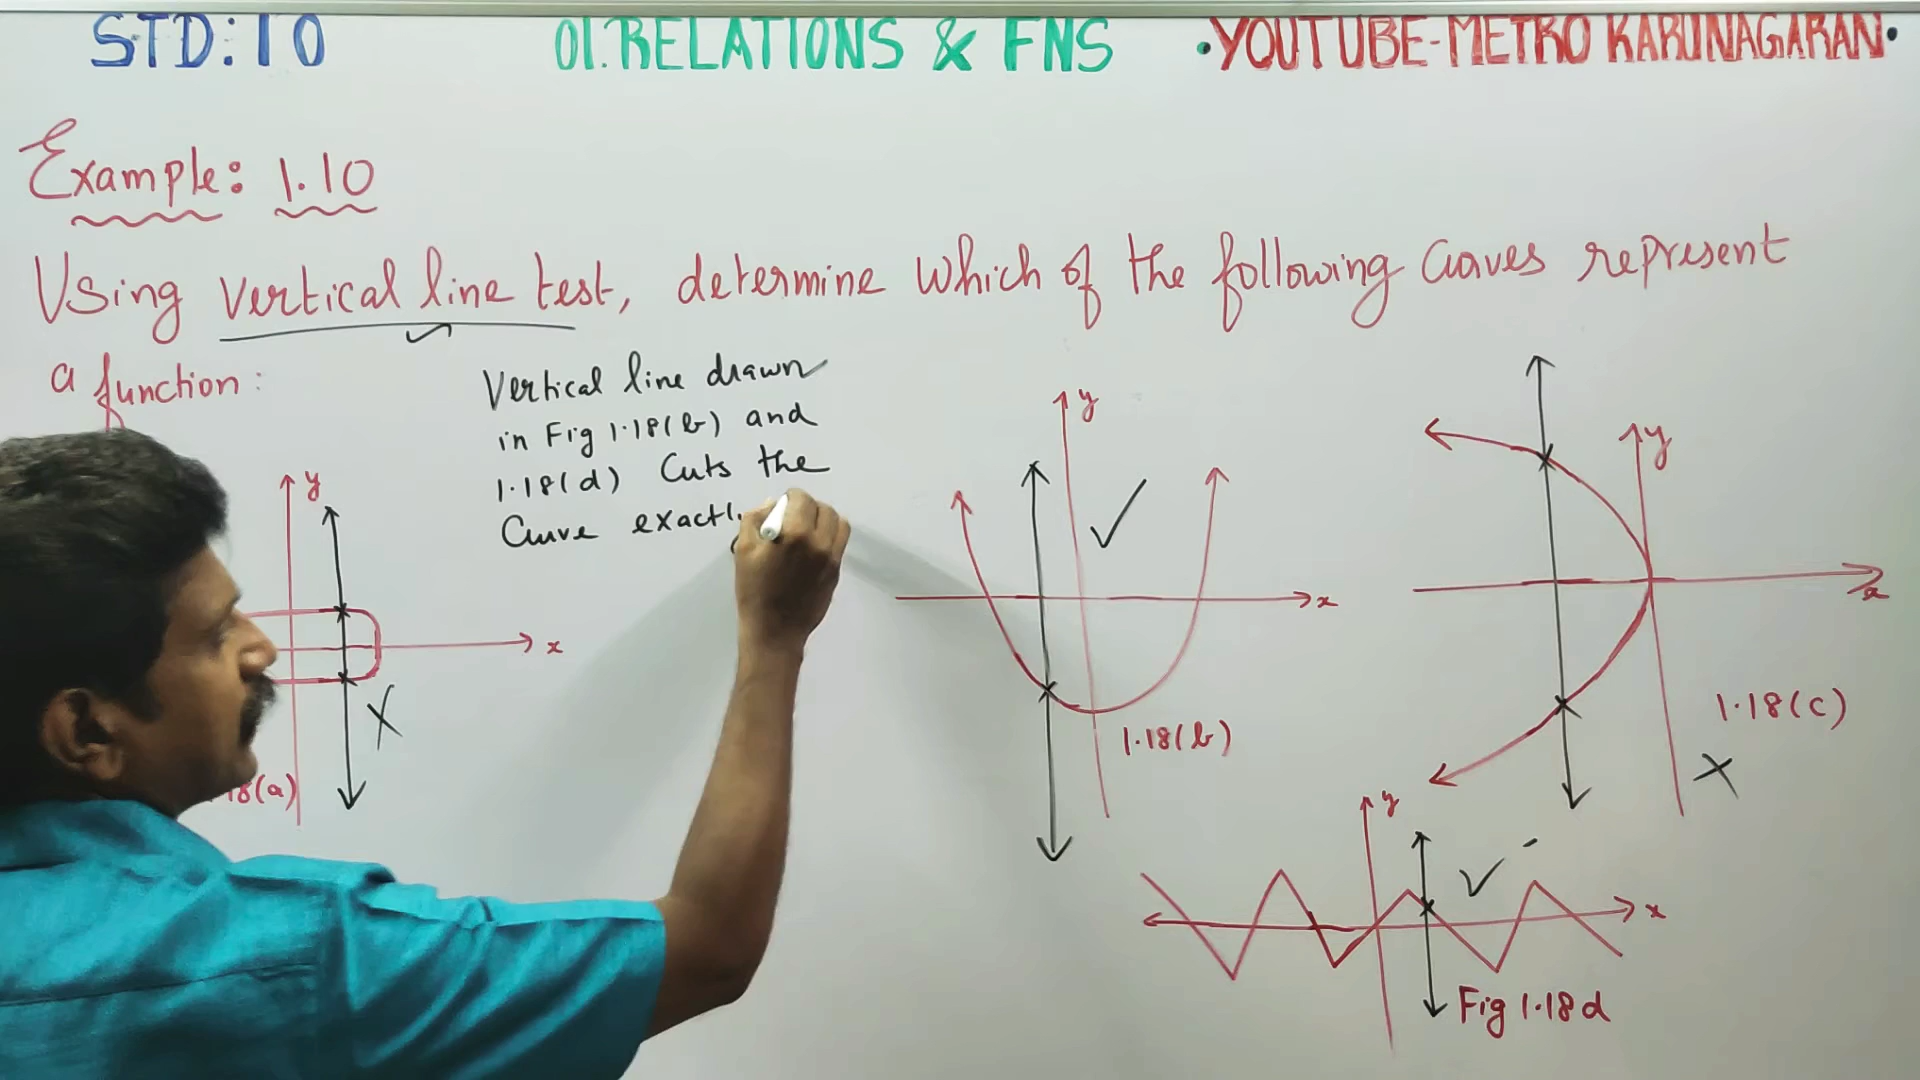 STD: 10
01. RELATIONS & FNS
• YOUTUBE-METRO KARUNAGARAN •
Example: 1.10
Using vertical line test, determine which of the following curves represent
a function:
Vertical line drawn
in Fig 1.18(b) and
1.18(d) Cuts the
Curve exactly
y
x
18(a)
y
x
1.18(b)
y
x
1.18(c)
y
x
Fig 1.18d